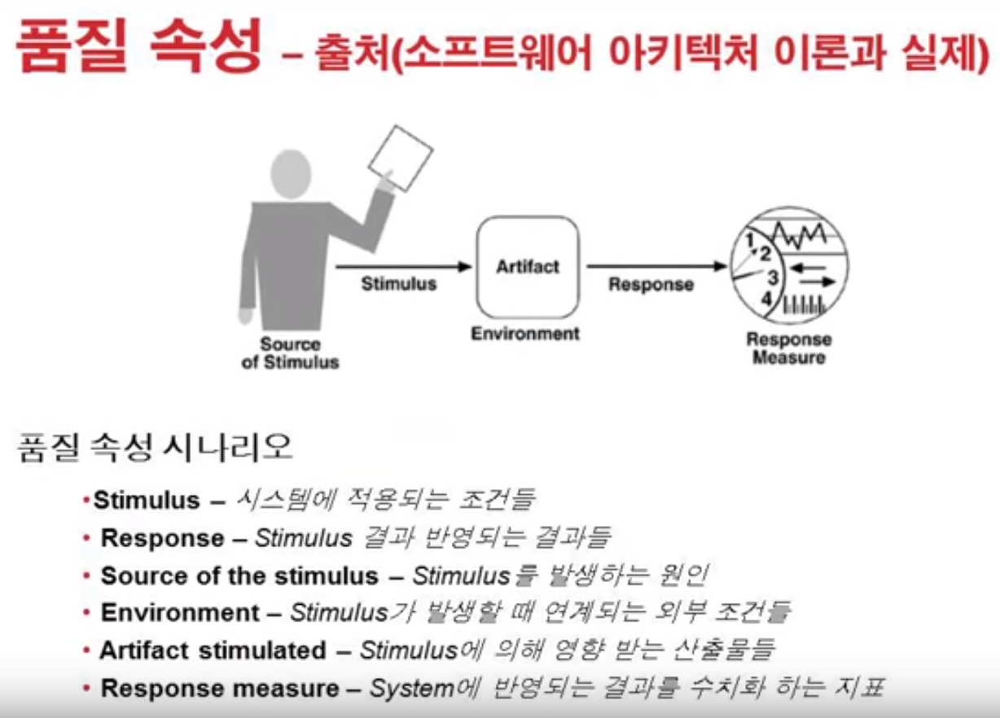 품질 속성 – 출처(소프트웨어 아키텍처 이론과 실제)
Stimulus
Artifact
Response
Environment
Source
of Stimulus
1
2
3
4
Response
Measure
품질 속성 시나리오
•Stimulus – 시스템에 적용되는 조건들
• Response – Stimulus 결과 반영되는 결과들
• Source of the stimulus – Stimulus를 발생하는 원인
• Environment – Stimulus가 발생할 때 연계되는 외부 조건들
• Artifact stimulated – Stimulus에 의해 영향 받는 산출물들
• Response measure – System에 반영되는 결과를 수치화 하는 지표